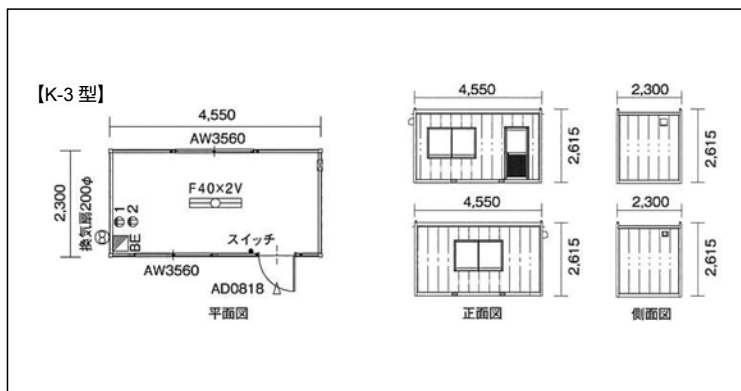 【K-3 型】
4,550
AW3560
2,300
換気扇200φ
1
2
BE
F40×2V
スイッチ
AW3560
AD0818
平面図
4,550
2,615
4,550
2,615
正面図
2,300
2,615
2,300
2,615
側面図